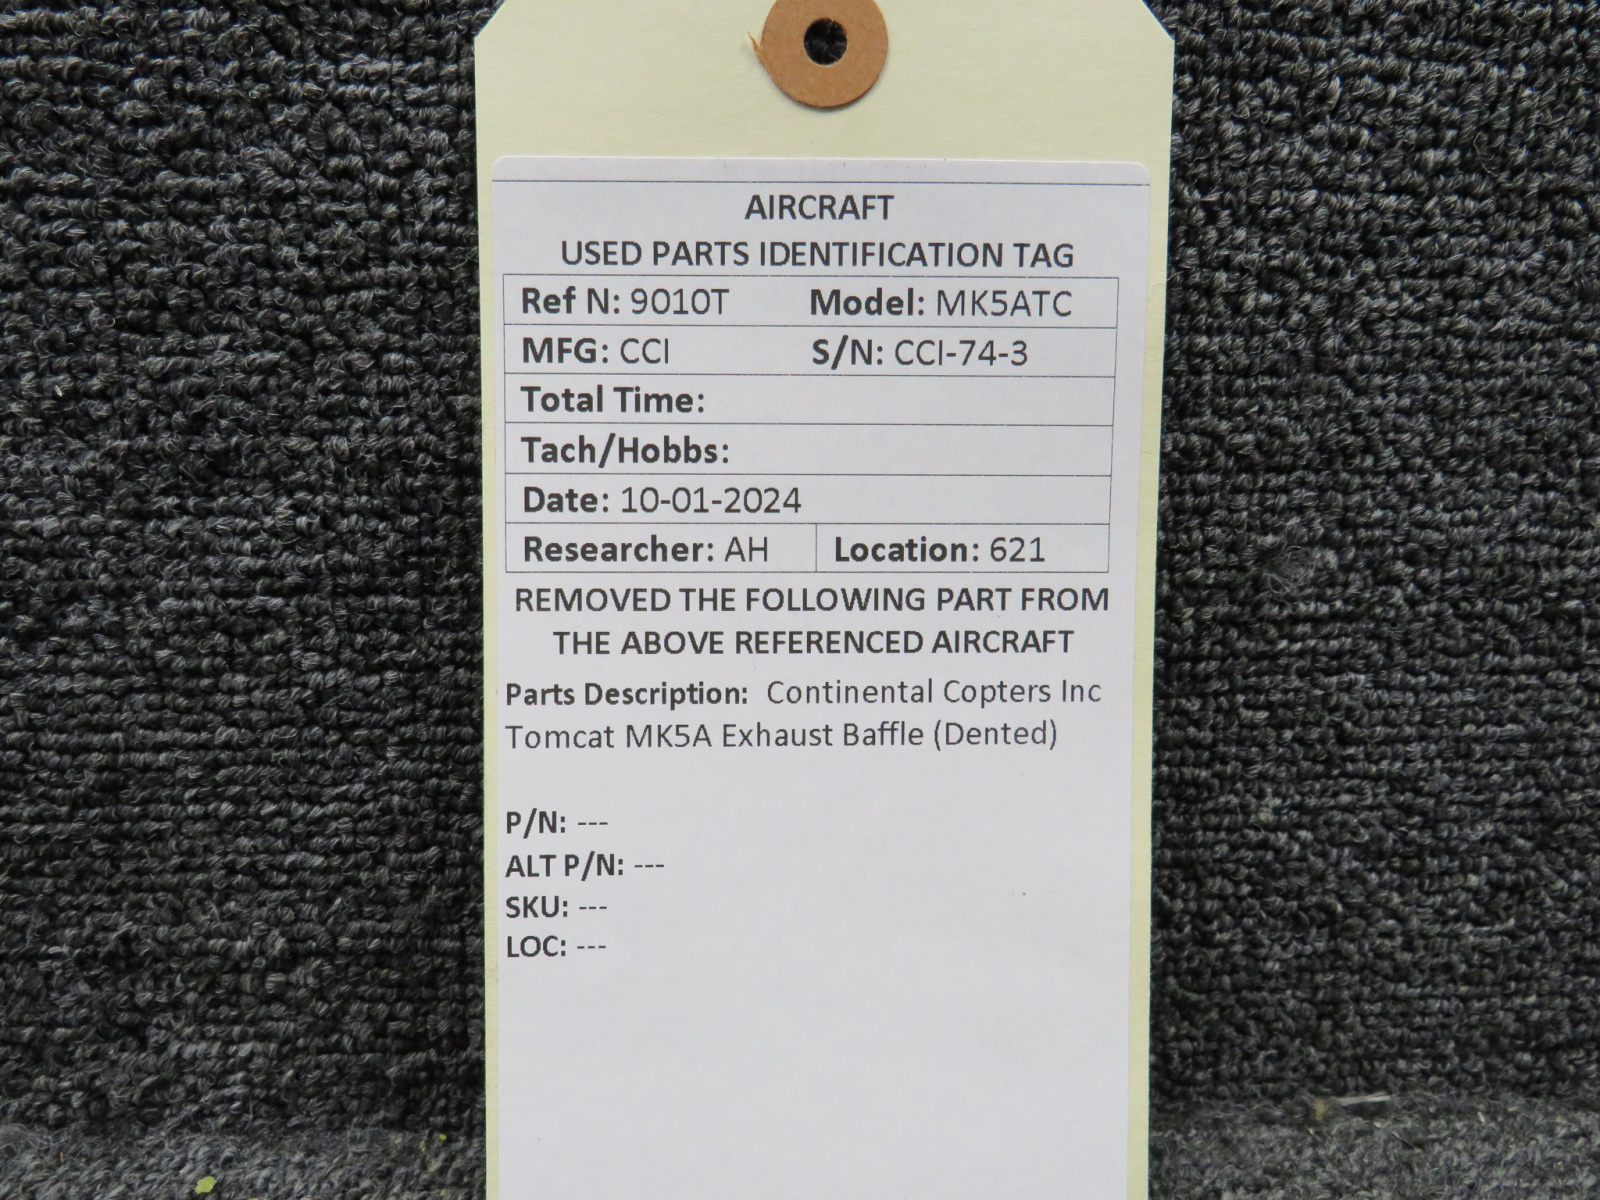 AIRCRAFT
USED PARTS IDENTIFICATION TAG
Ref N: 9010T Model: MK5ATC
MFG: CCI S/N: CCI-74-3
Total Time:
Tach/Hobbs:
Date: 10-01-2024
Researcher: AH Location: 621
REMOVED THE FOLLOWING PART FROM
THE ABOVE REFERENCED AIRCRAFT
Parts Description: Continental Copters Inc
Tomcat MK5A Exhaust Baffle (Dented)
P/N: ---
ALT P/N: ---
SKU: ---
LOC: ---